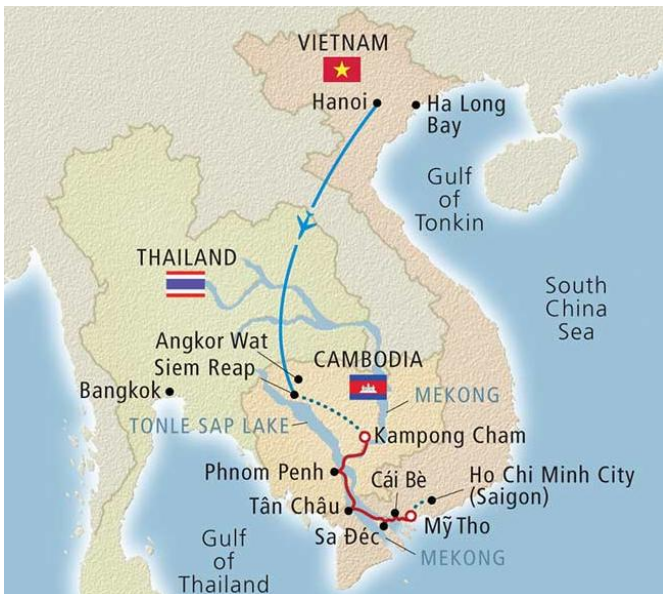 VIETNAM
Hanoi
Ha Long
Bay
Gulf
of
Tonkin
THAILAND
South
China
Sea
Angkor Wat
Siem Reap
CAMBODIA
Bangkok
MEKONG
TONLE SAP LAKE
Kampong Cham
Phnom Penh
Cái Bè
Ho Chi Minh City
(Saigon)
Tân Châu
Mỹ Tho
Sa Déc
Gulf
of
Thailand
MEKONG